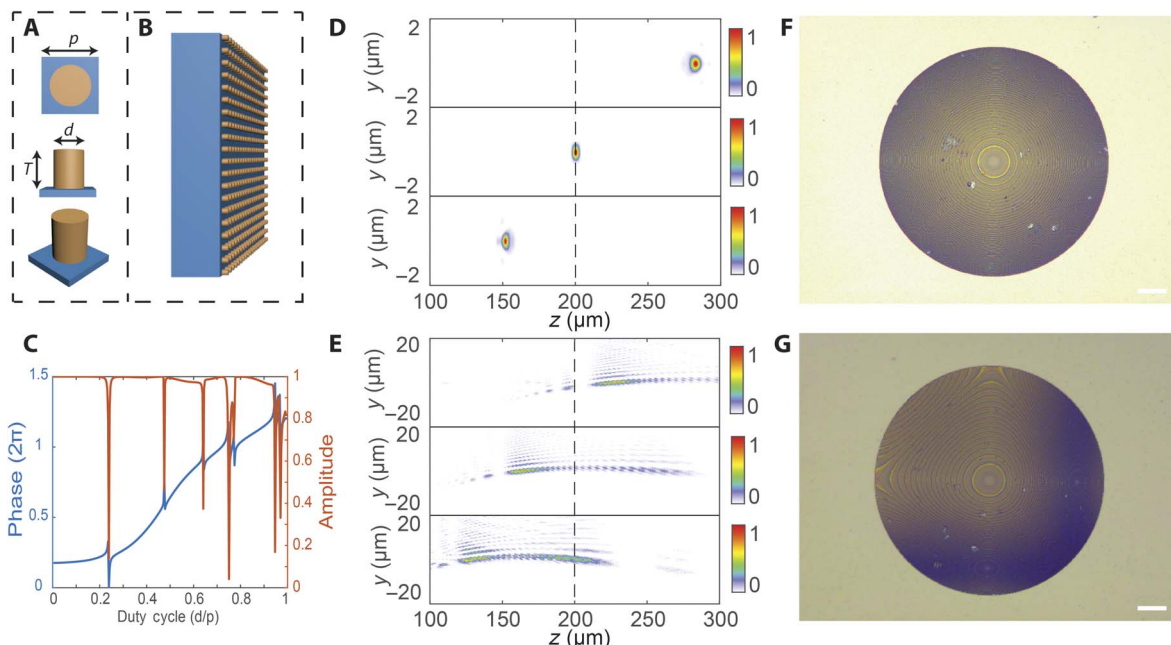 A
B
p
d
T
C
1.5
1
0.5
0
1
0.8
0.6
0.4
0.2
0
Phase (2π)
Amplitude
0
0.2
0.4
0.6
0.8
1
Duty cycle (d/p)
D
2
y (µm)
−2
1
0
2
y (µm)
−2
1
0
2
y (µm)
−2
1
0
100
150
200
250
300
z (µm)
E
20
y (µm)
−20
1
0
20
y (µm)
−20
1
0
20
y (µm)
−20
1
0
100
150
200
250
300
z (µm)
F
G